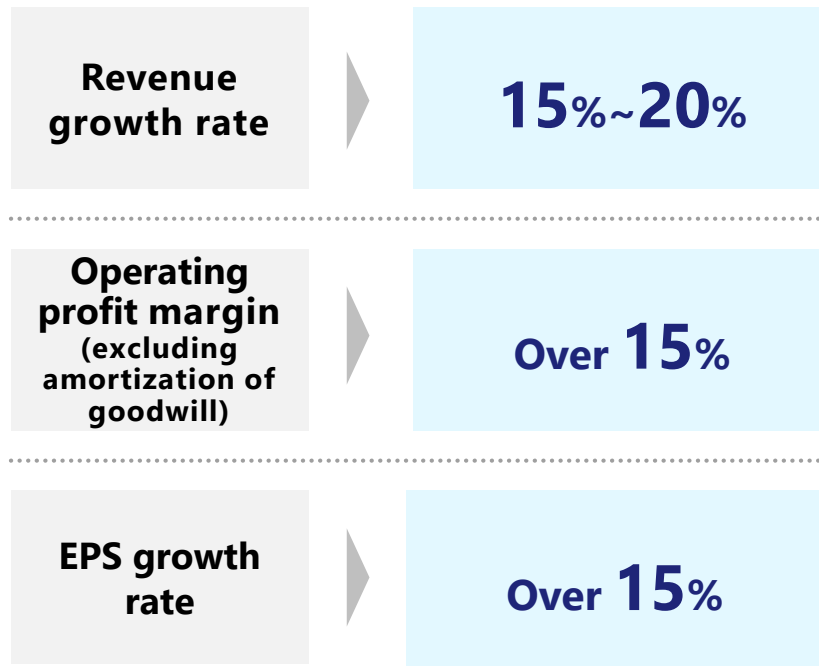 Revenue
growth rate
15%~20%
Operating
profit margin
(excluding
amortization of
goodwill)
Over 15%
EPS growth
rate
Over 15%